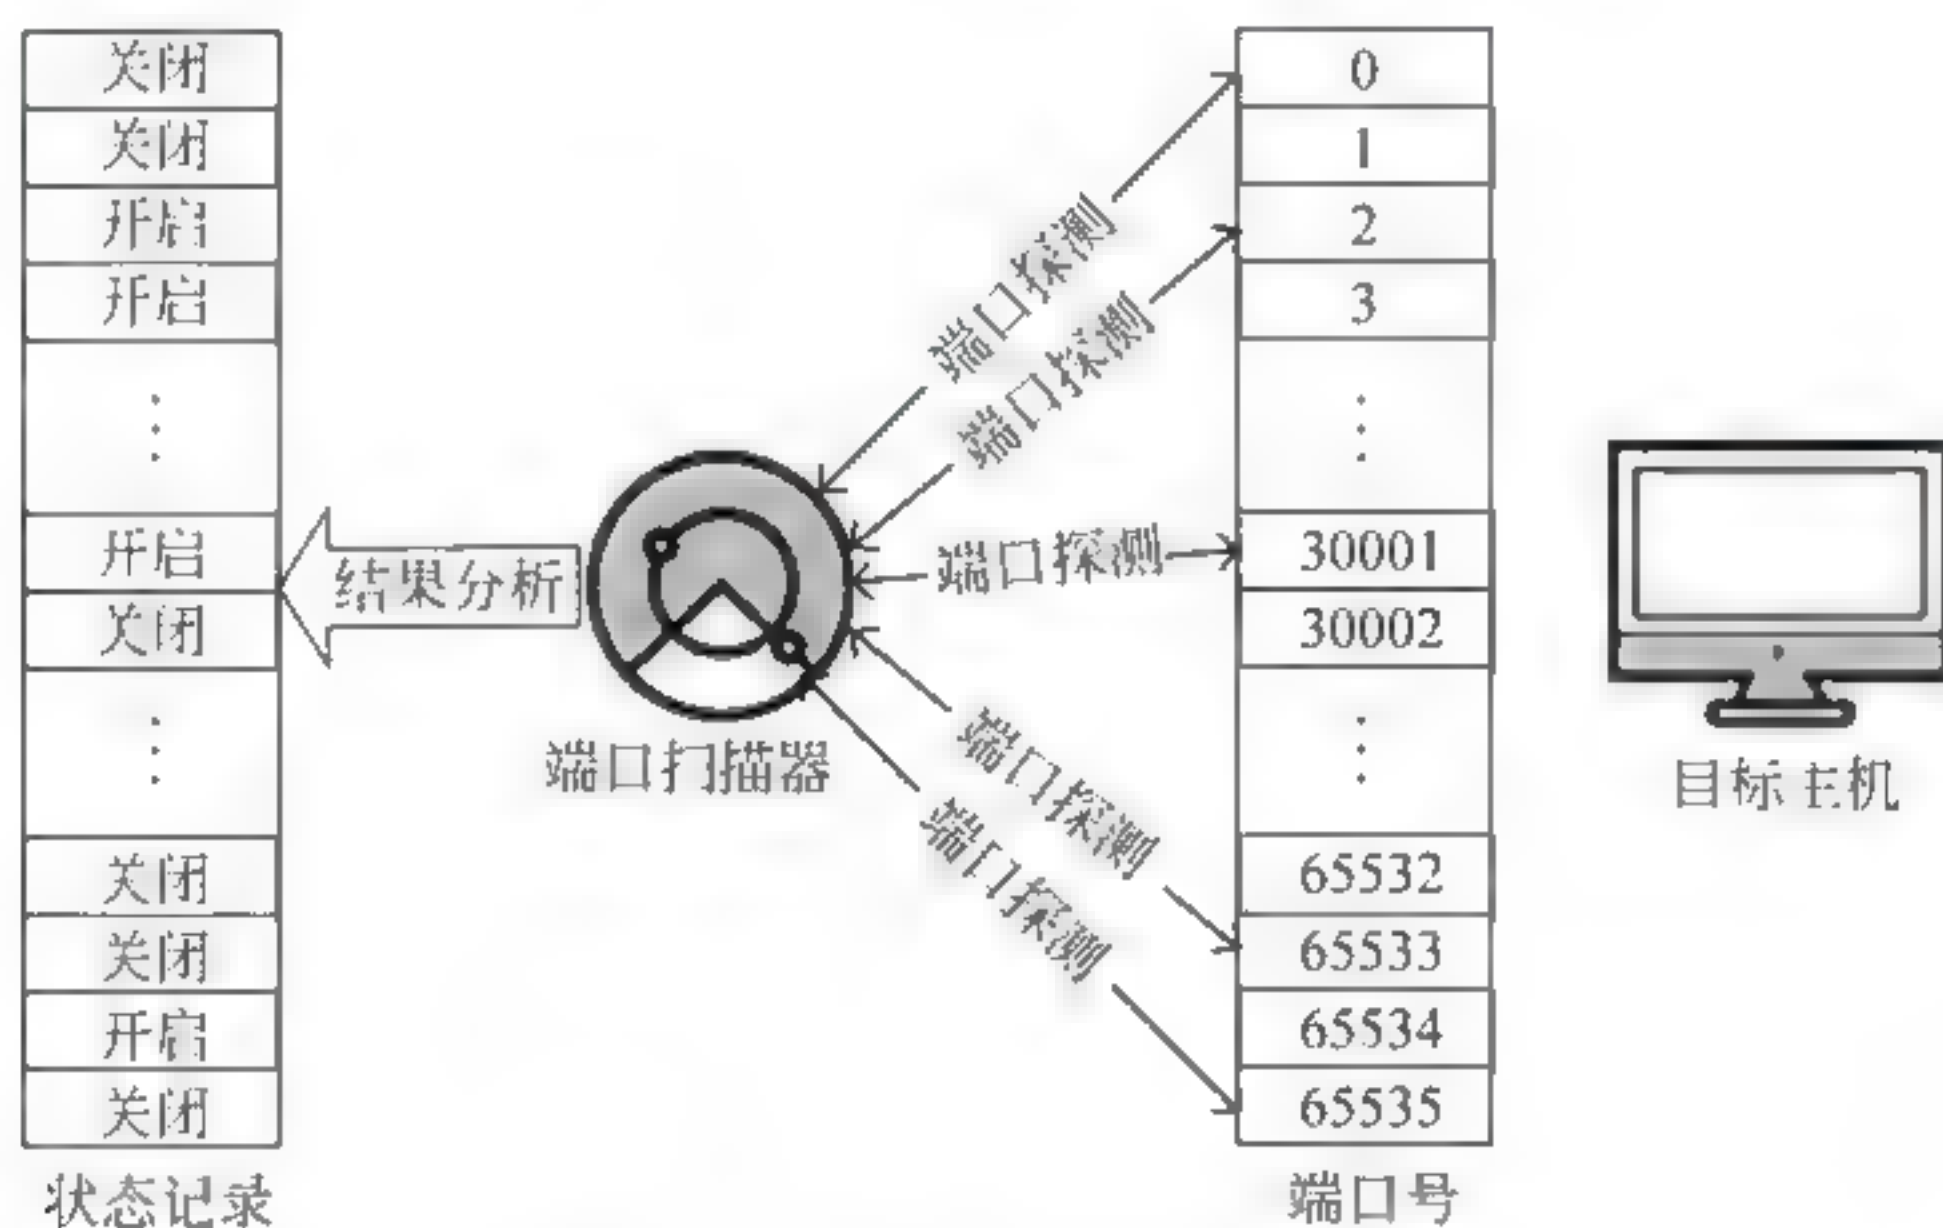 关闭
关闭
开启
开启
⋮
开启
关闭
⋮
关闭
关闭
开启
关闭
状态记录
结果分析
端口扫描器
端口探测
端口探测
端口探测
端口探测
端口探测
0
1
2
3
⋮
30001
30002
⋮
65532
65533
65534
65535
端口号
目标主机